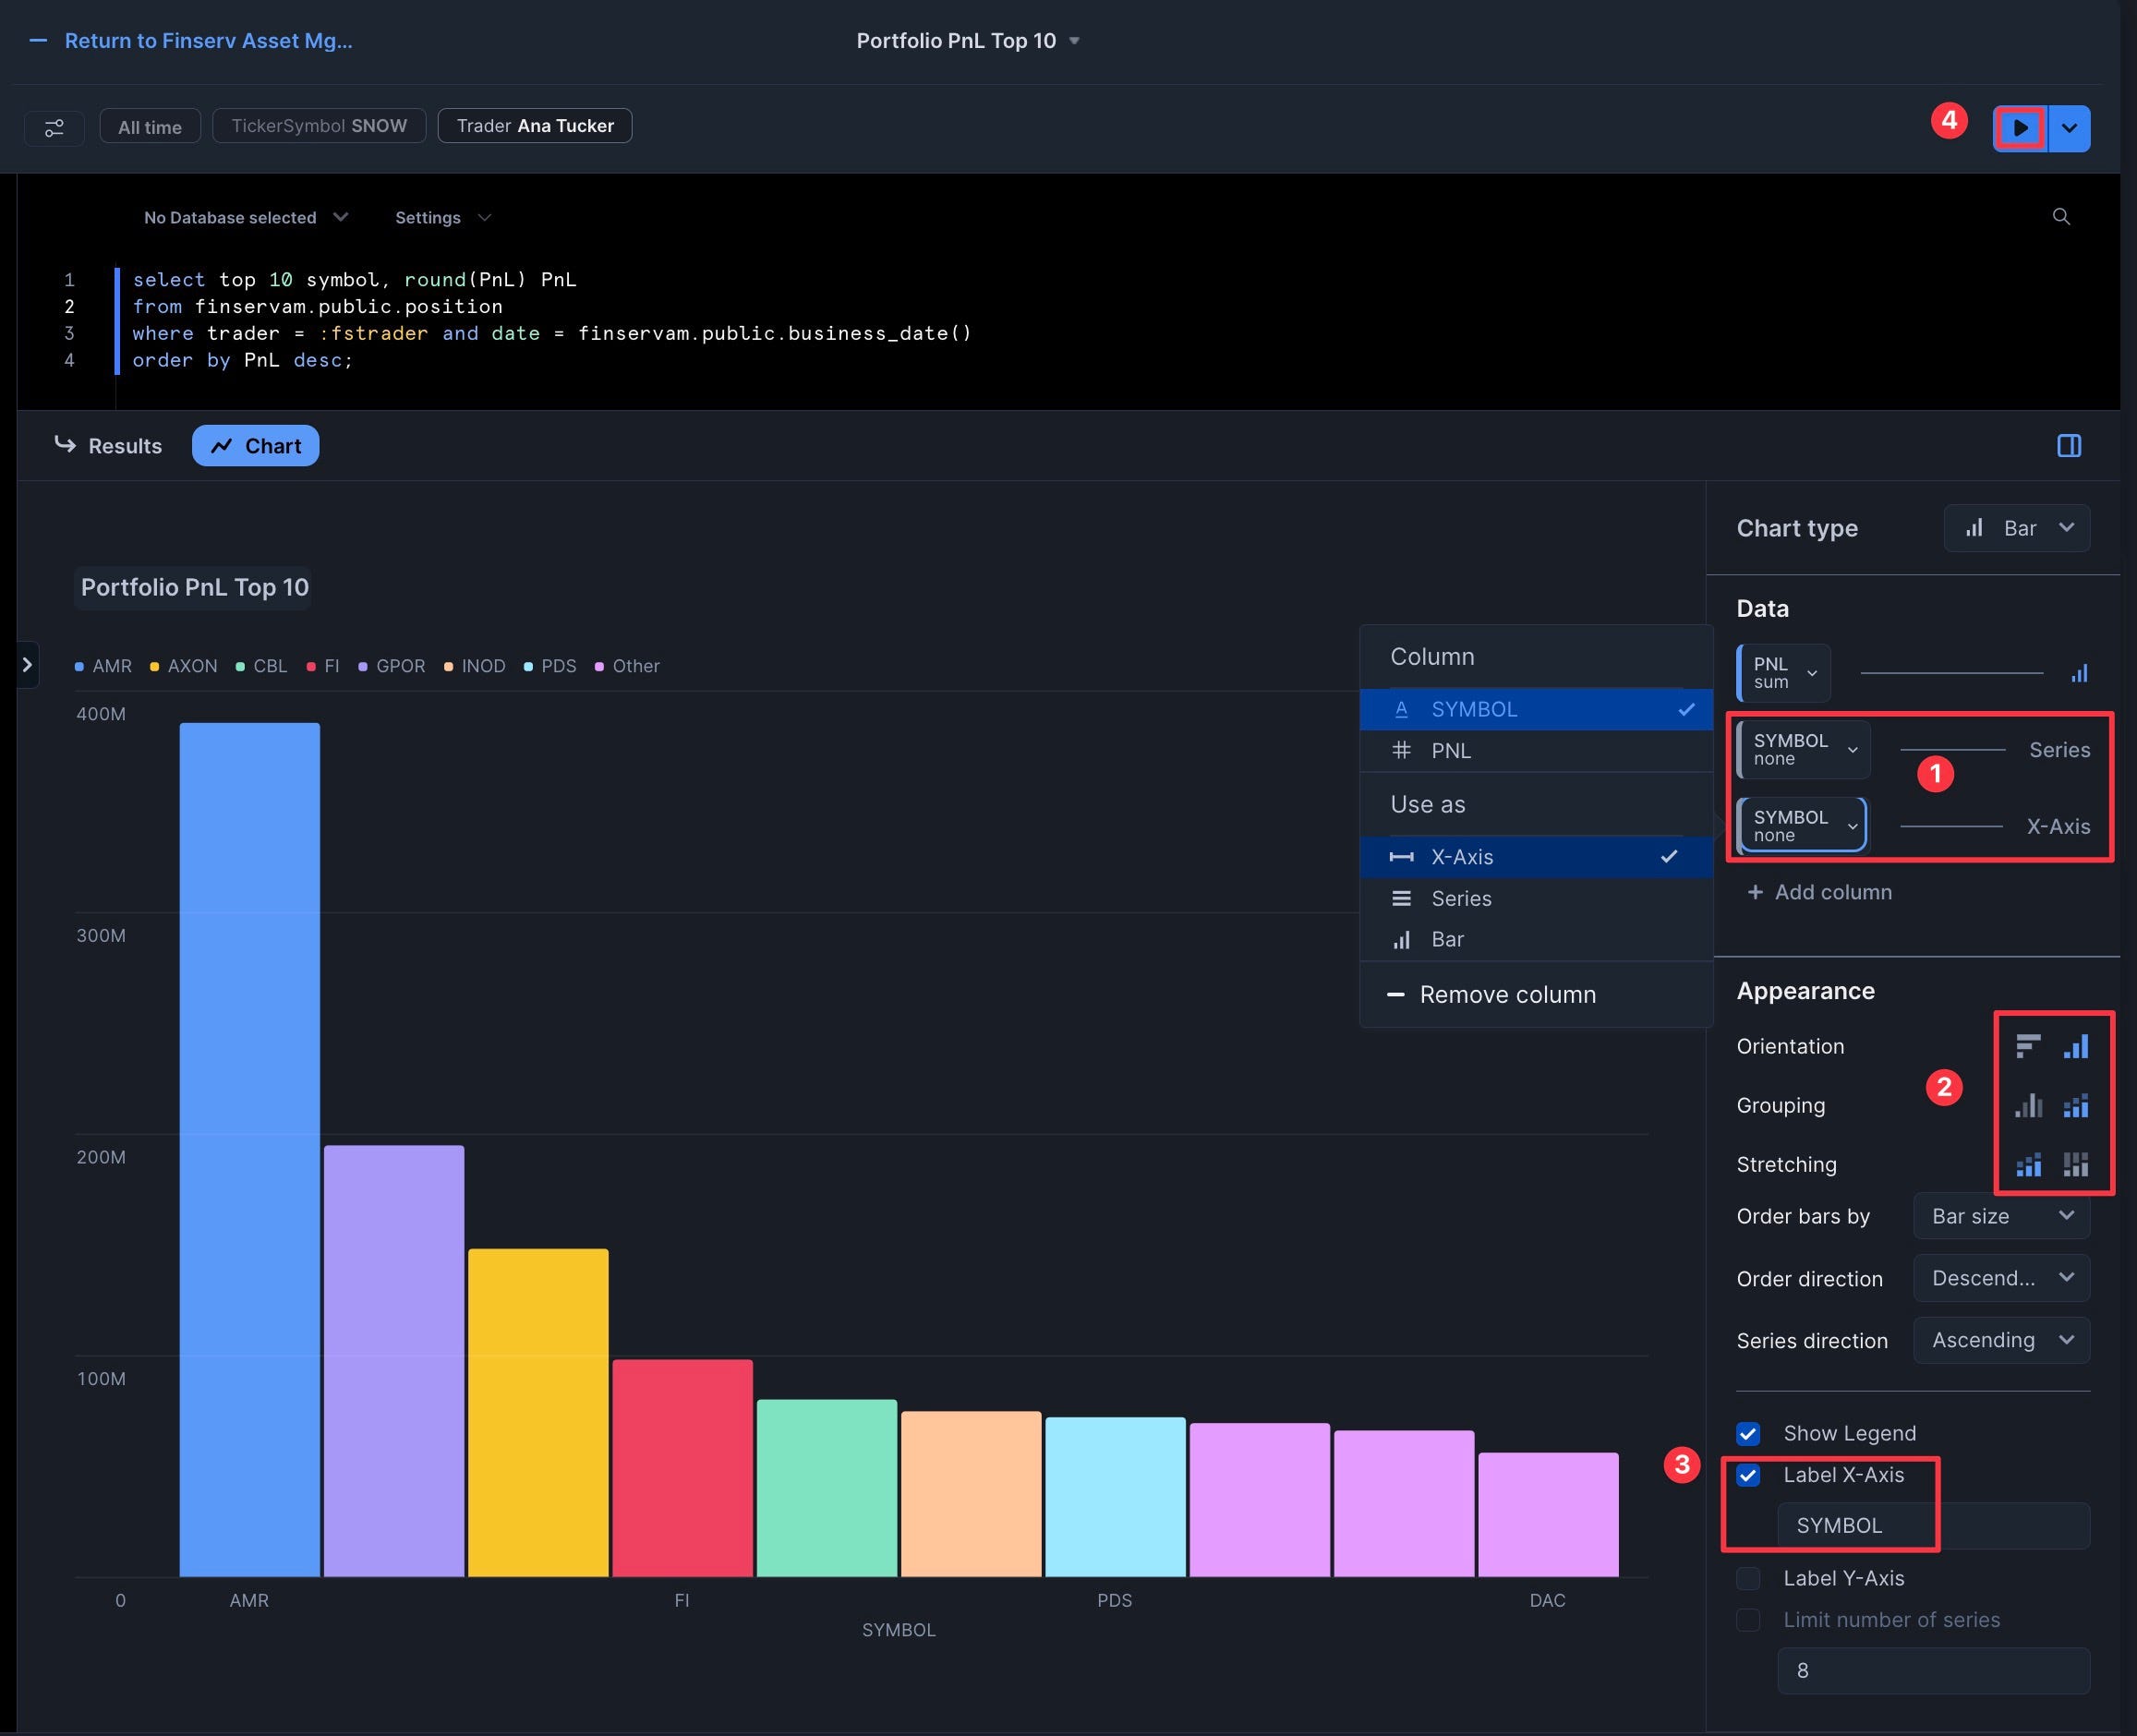 Return to Finserv Asset Mg...
Portfolio PnL Top 10
All time
TickerSymbol SNOW
Trader Ana Tucker
4
No Database selected
Settings
1 select top 10 symbol, round(PnL) PnL
2 from finservam.public.position
3 where trader = :fstrader and date = finservam.public.business_date()
4 order by PnL desc;
Results
Chart
Chart type
Bar
Portfolio PnL Top 10
AMR AXON CBL FI GPOR INOD PDS Other
400M
300M
200M
100M
0
AMR
FI
PDS
DAC
SYMBOL
Column
A SYMBOL
PNL
Use as
X-Axis
Series
Bar
Remove column
Data
PNL
sum
SYMBOL
none
Series
1
SYMBOL
none
X-Axis
+ Add column
Appearance
Orientation
2
Grouping
Stretching
Order bars by
Bar size
Order direction
Descend...
Series direction
Ascending
Show Legend
3
Label X-Axis
SYMBOL
Label Y-Axis
Limit number of series
8